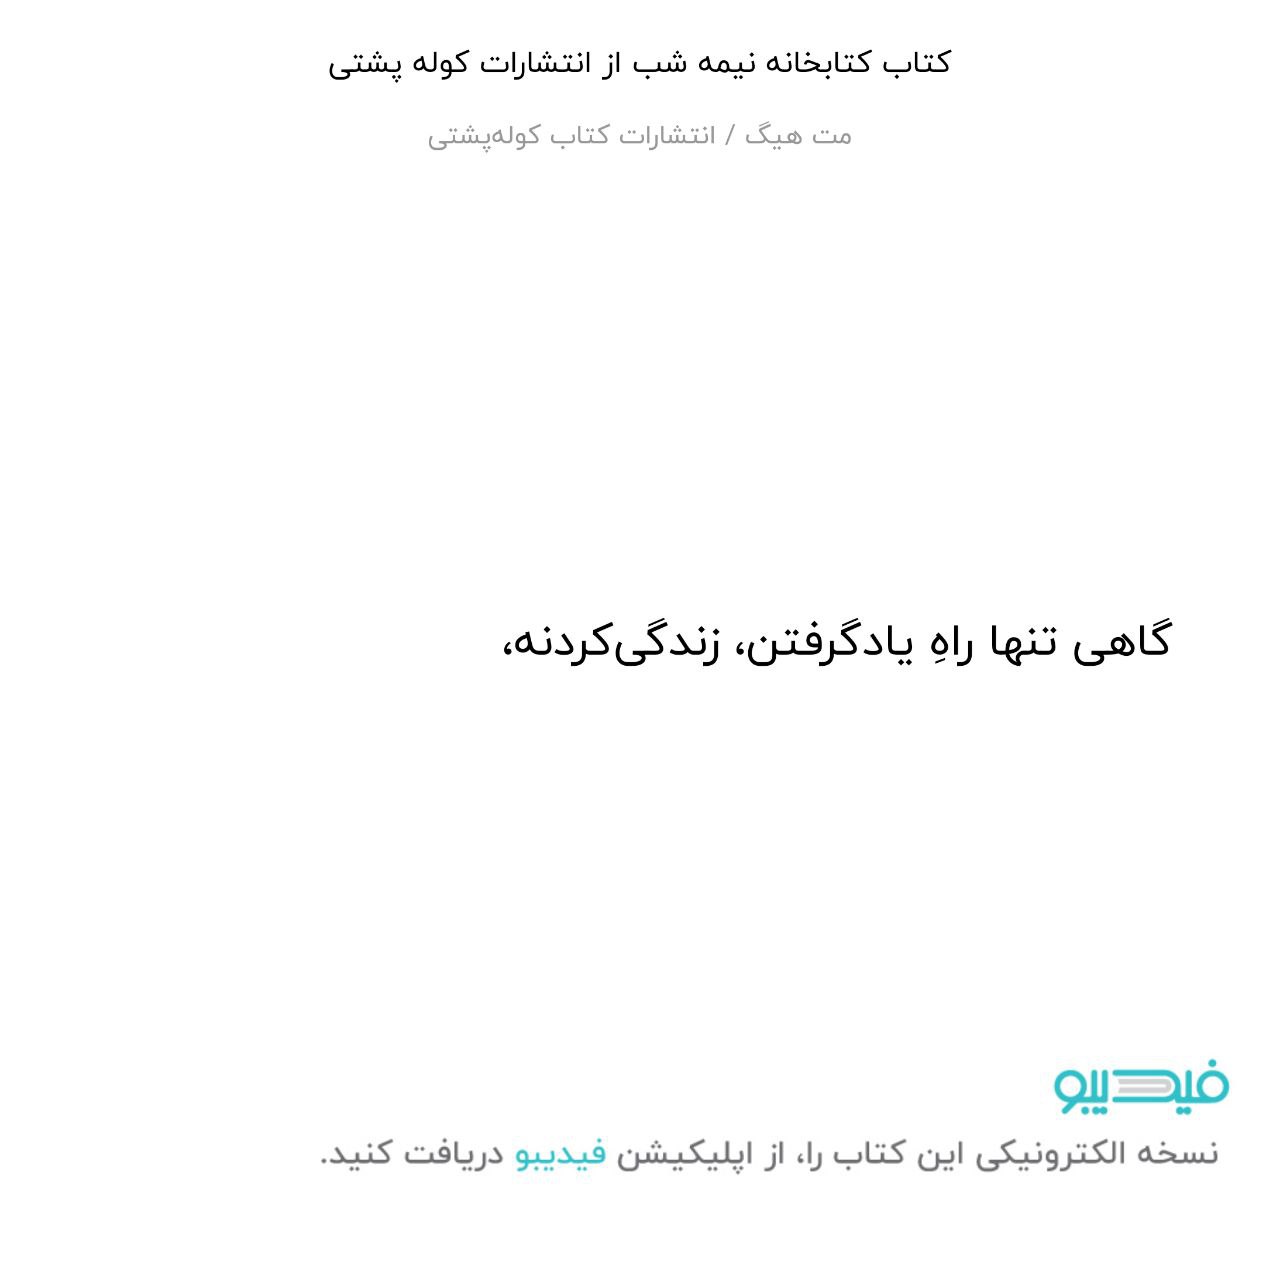 کتاب کتابخانه نیمه شب از انتشارات کوله پشتی
مت هیگ / انتشارات کتاب کوله‌پشتی
گاهی تنها راهِ یادگرفتن، زندگی‌کردنه،
فیدیبو
نسخه الکترونیکی این کتاب را، از اپلیکیشن فیدیبو دریافت کنید.